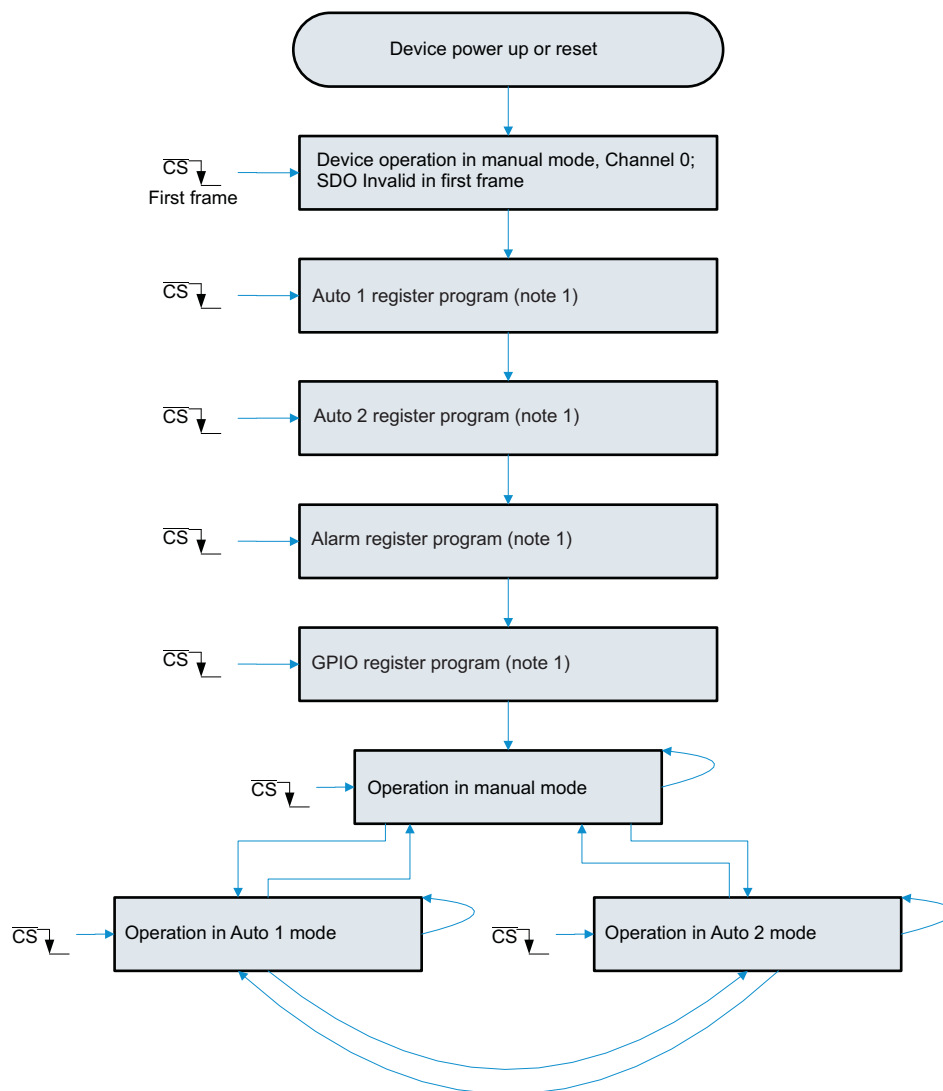 Device power up or reset
CS
First frame
Device operation in manual mode, Channel 0;
SDO Invalid in first frame
CS
Auto 1 register program (note 1)
CS
Auto 2 register program (note 1)
CS
Alarm register program (note 1)
CS
GPIO register program (note 1)
CS
Operation in manual mode
CS
Operation in Auto 1 mode
CS
Operation in Auto 2 mode